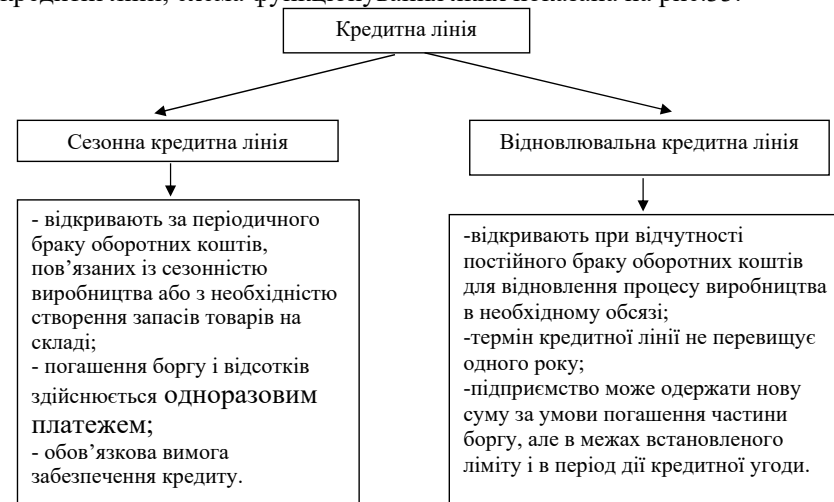 кредитні лінії, схема функціонування яких показана на рис.35.
Кредитна лінія
Сезонна кредитна лінія
- відкривають за періодичного
браку оборотних коштів,
пов’язаних із сезонністю
виробництва або з необхідністю
створення запасів товарів на
складі;
- погашення боргу і відсотків
здійснюється одноразовим
платежем;
- обов’язкова вимога
забезпечення кредиту.
Відновлювальна кредитна лінія
-відкривають при відчутності
постійного браку оборотних коштів
для відновлення процесу виробництва
в необхідному обсязі;
-термін кредитної лінії не перевищує
одного року;
-підприємство може одержати нову
суму за умови погашення частини
боргу, але в межах встановленого
ліміту і в період дії кредитної угоди.